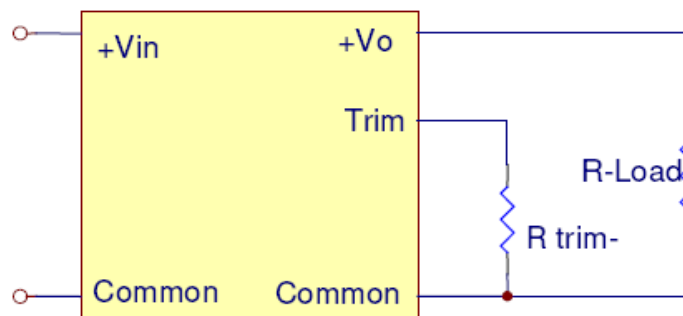 +Vin
+Vo
Trim
R-Load
R trim-
Common
Common